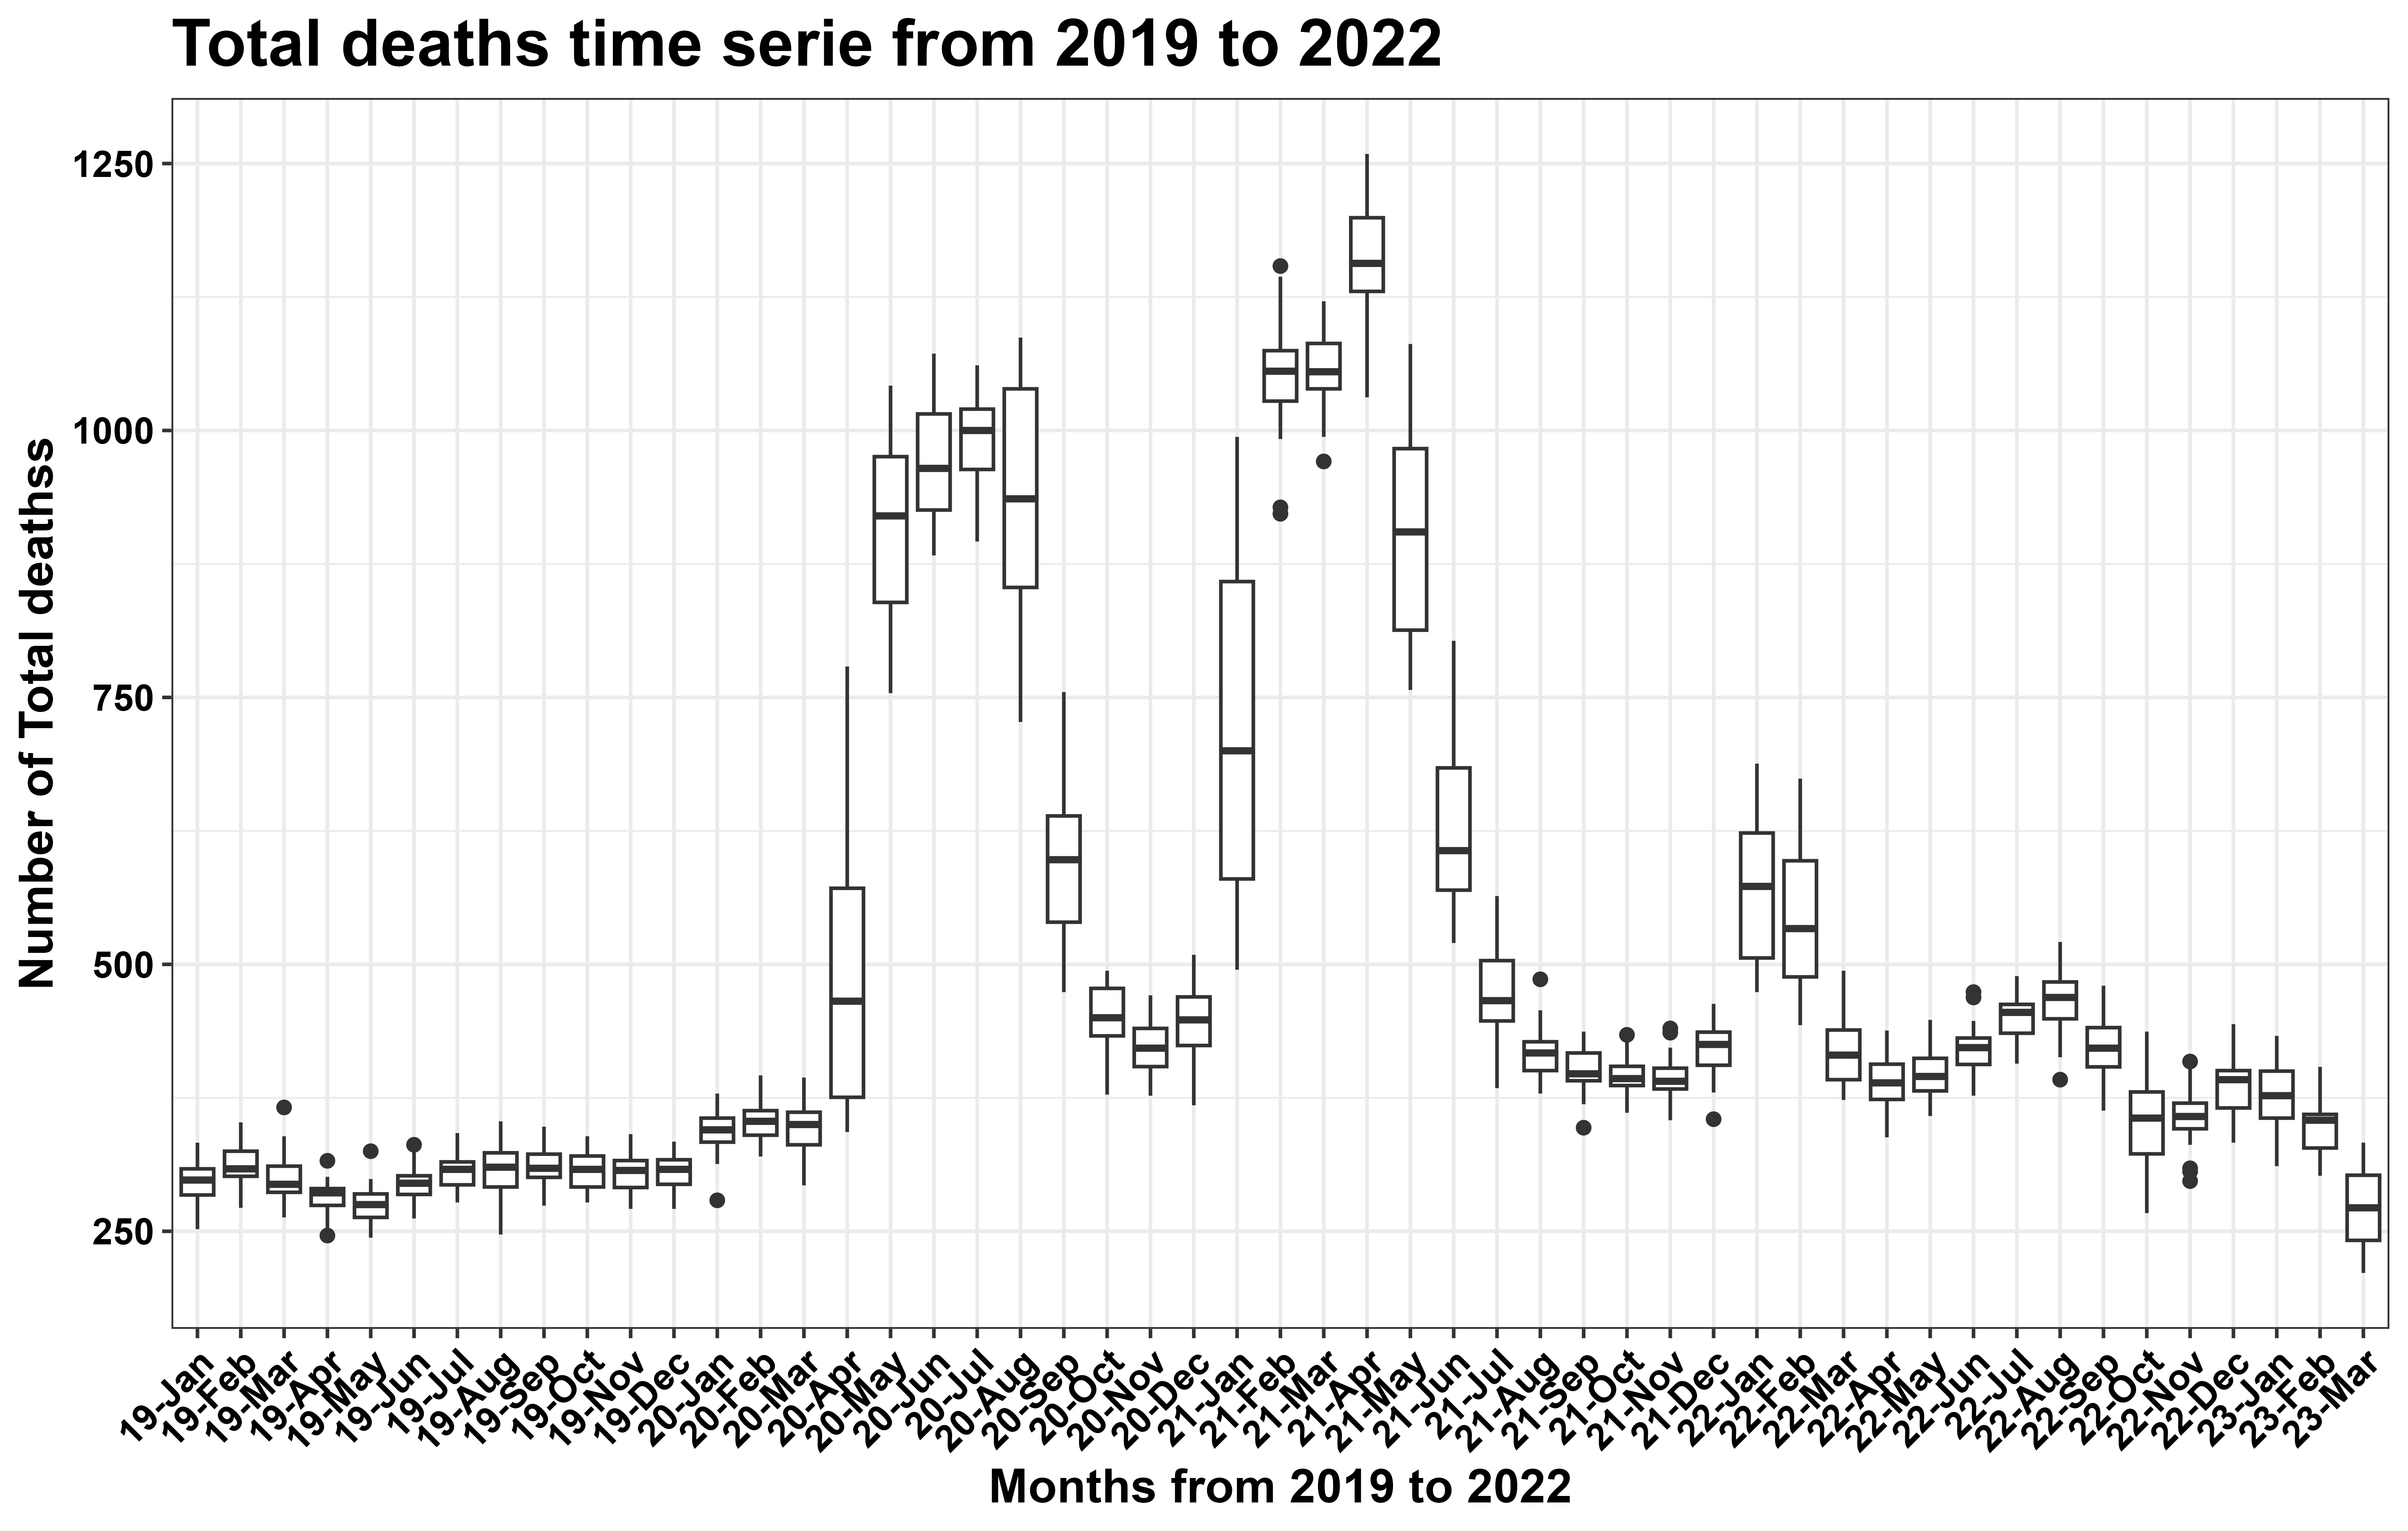 Total deaths time serie from 2019 to 2022
Number of Total deathss
1250
1000
750
500
250
19-Jan
19-Feb
19-Mar
19-Apr
19-May
19-Jun
19-Jul
19-Aug
19-Sep
19-Oct
19-Nov
19-Dec
20-Jan
20-Feb
20-Mar
20-Apr
20-May
20-Jun
20-Jul
20-Aug
20-Sep
20-Oct
20-Nov
20-Dec
21-Jan
21-Feb
21-Mar
21-Apr
21-May
21-Jun
21-Jul
21-Aug
21-Sep
21-Oct
21-Nov
21-Dec
22-Jan
22-Feb
22-Mar
22-Apr
22-May
22-Jun
22-Jul
22-Aug
22-Sep
22-Oct
22-Nov
22-Dec
23-Jan
23-Feb
23-Mar
Months from 2019 to 2022